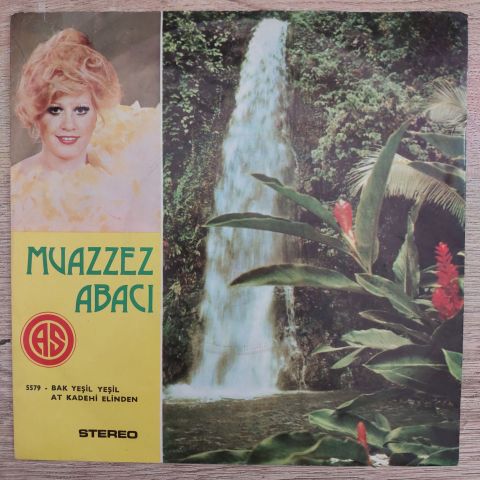 MUAZZEZ
ABACI
AS
5579 - BAK YEŞİL YEŞİL
AT KADEHİ ELİNDEN
STEREO